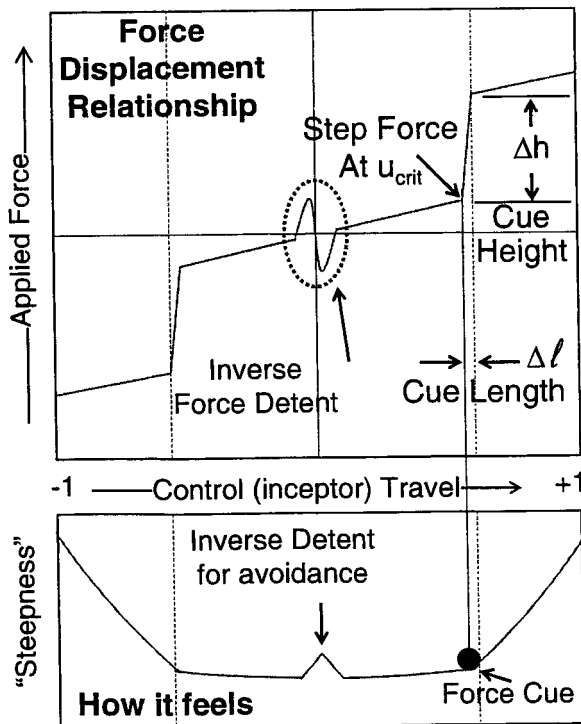 Force
Displacement
Relationship
Applied Force
Step Force
At u_crit
Δh
Cue
Height
Inverse
Force Detent
Δℓ
Cue Length
-1
Control (inceptor) Travel
+1
"Steepness"
Inverse Detent
for avoidance
How it feels
Force Cue